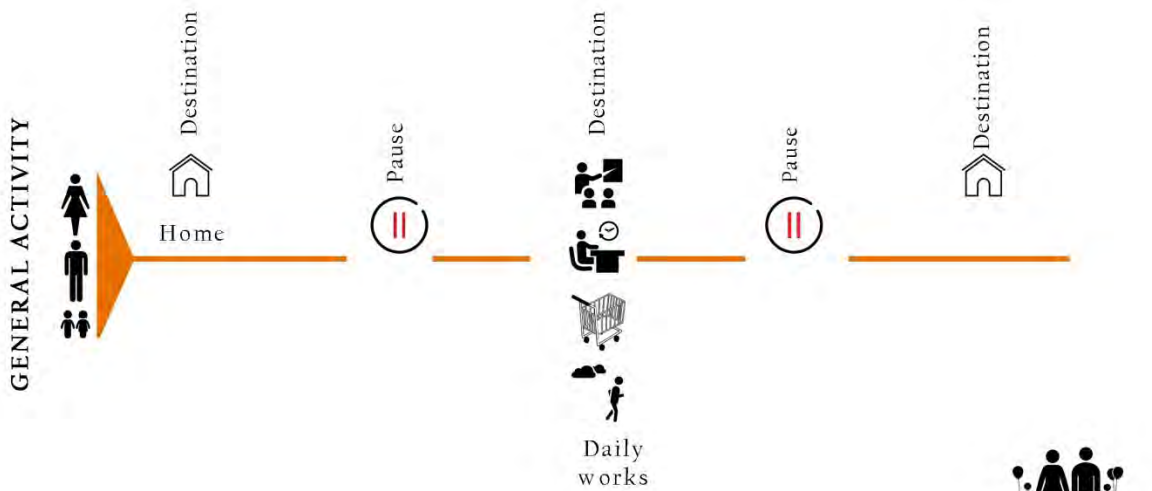 GENERAL ACTIVITY
Destination
Home
Pause
Destination
Daily
works
Pause
Destination